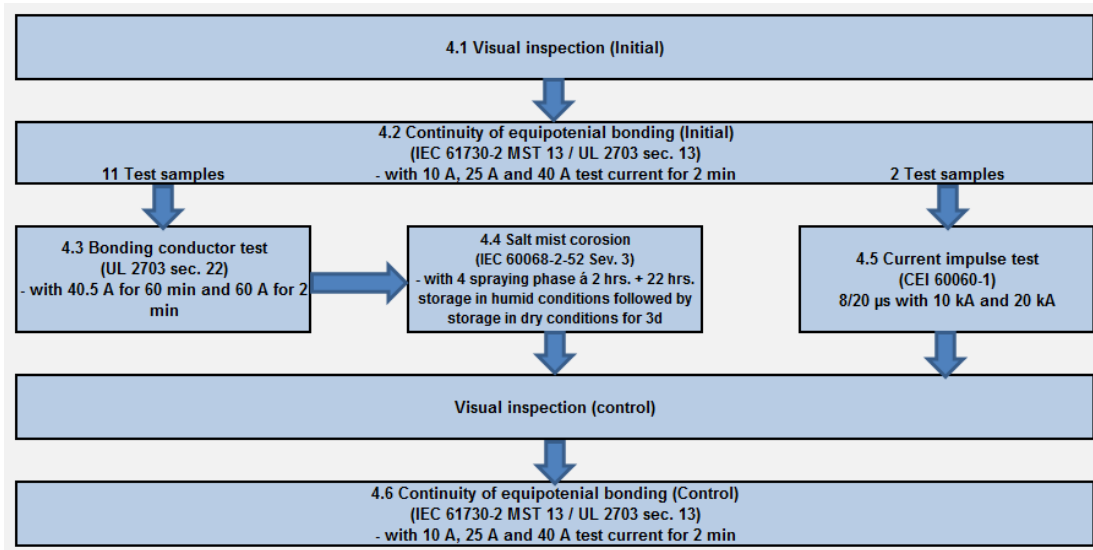 4.1 Visual inspection (Initial)
4.2 Continuity of equipotenial bonding (Initial)
(IEC 61730-2 MST 13 / UL 2703 sec. 13)
- with 10 A, 25 A and 40 A test current for 2 min
11 Test samples
2 Test samples
4.3 Bonding conductor test
(UL 2703 sec. 22)
- with 40.5 A for 60 min and 60 A for 2
min
4.4 Salt mist corosion
(IEC 60068-2-52 Sev. 3)
- with 4 spraying phase á 2 hrs. + 22 hrs.
storage in humid conditions followed by
storage in dry conditions for 3d
4.5 Current impulse test
(CEI 60060-1)
8/20 µs with 10 kA and 20 kA
Visual inspection (control)
4.6 Continuity of equipotenial bonding (Control)
(IEC 61730-2 MST 13 / UL 2703 sec. 13)
- with 10 A, 25 A and 40 A test current for 2 min